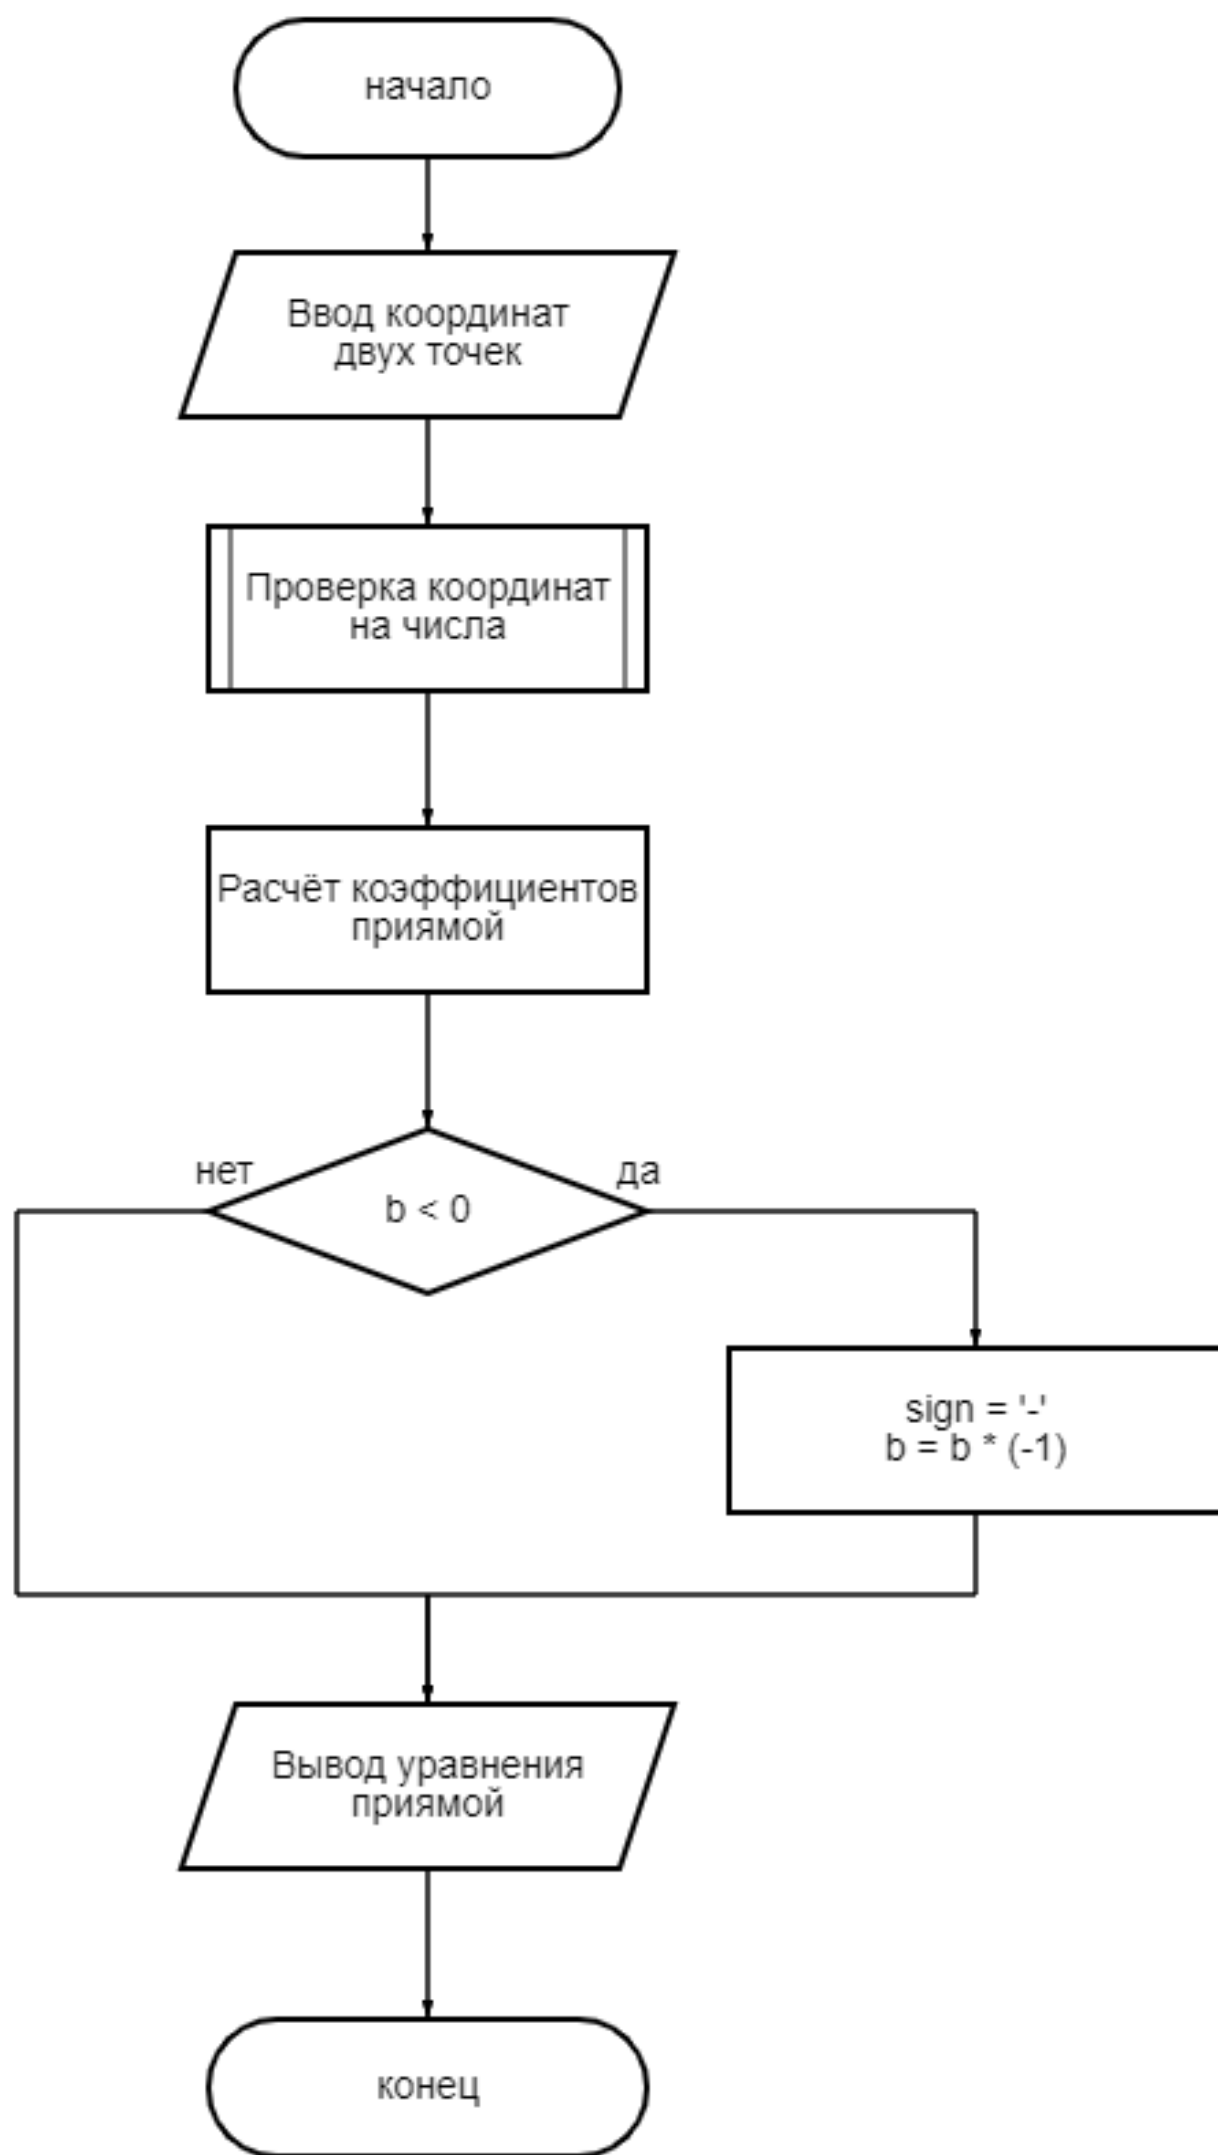 начало
Ввод координат
двух точек
Проверка координат
на числа
Расчёт коэффициентов
приямой
нет
да
b < 0
sign = '-'
b = b * (-1)
Вывод уравнения
приямой
конец